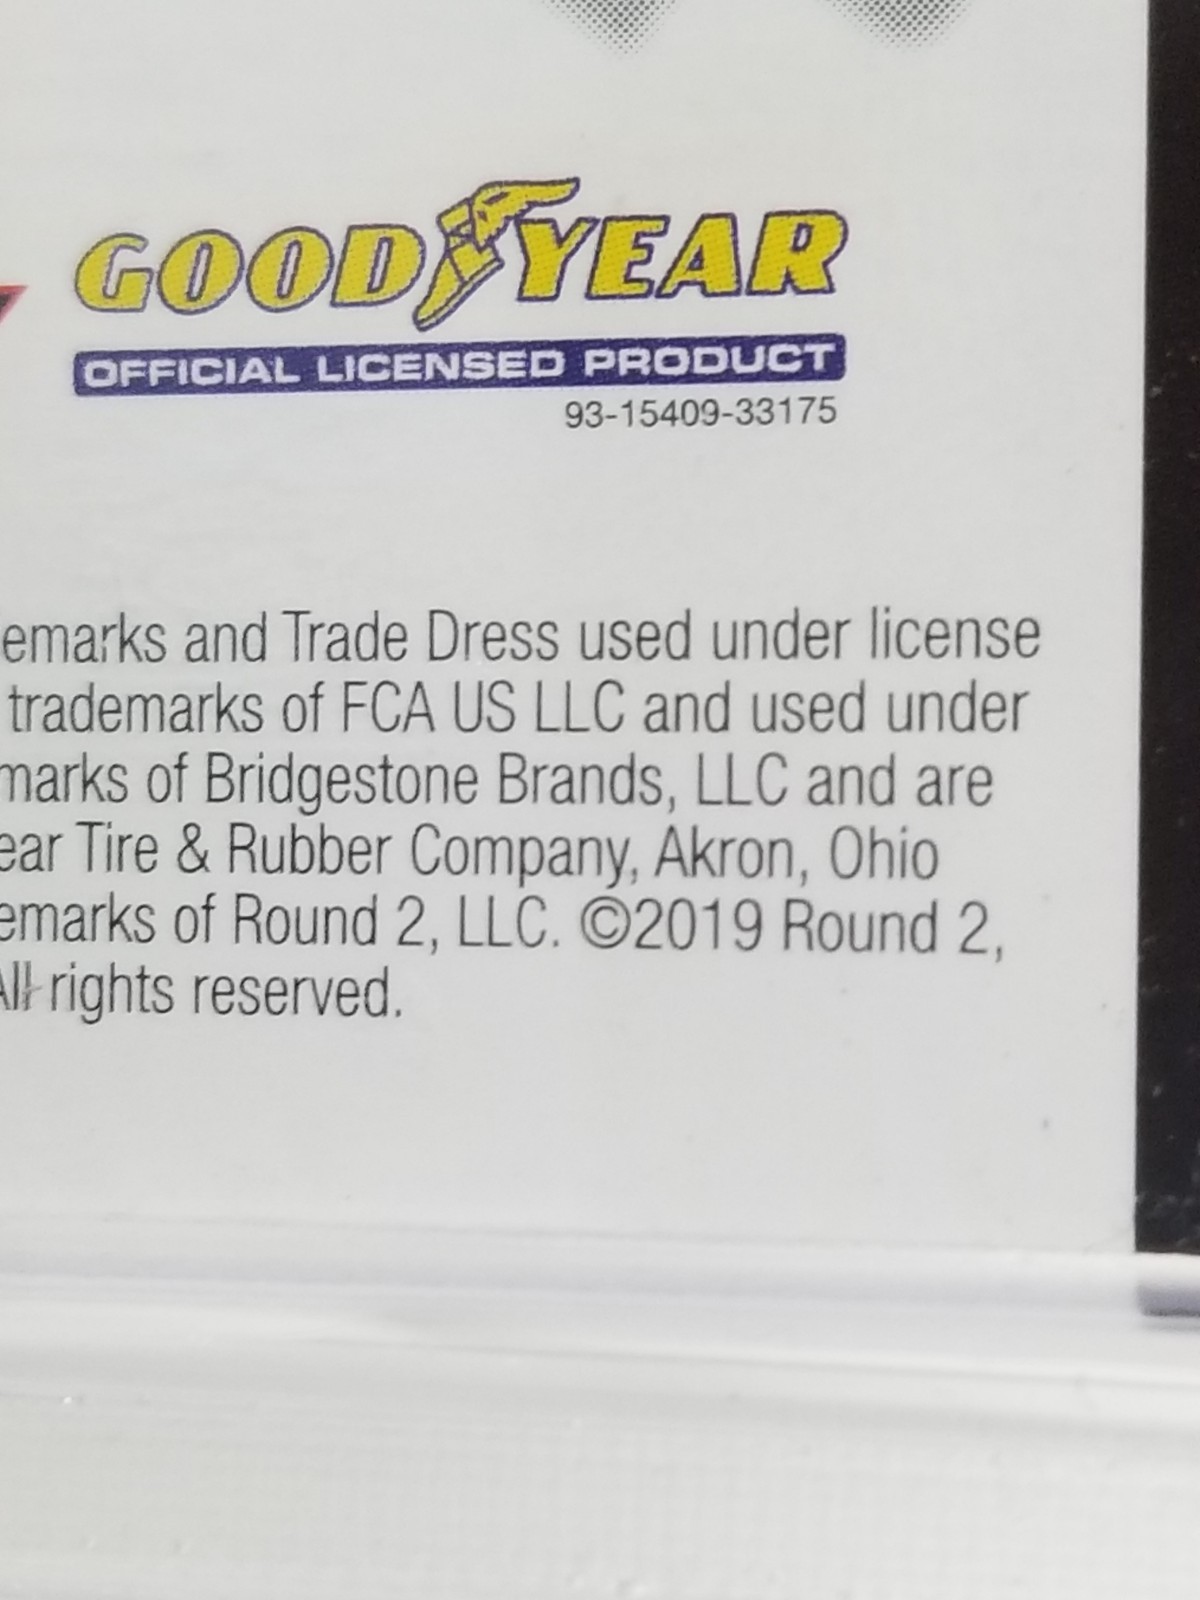 GOODYEAR
OFFICIAL LICENSED PRODUCT
93-15409-33175
emarks and Trade Dress used under license
trademarks of FCA US LLC and used under
marks of Bridgestone Brands, LLC and are
ear Tire & Rubber Company, Akron, Ohio
emarks of Round 2, LLC. ©2019 Round 2,
All rights reserved.